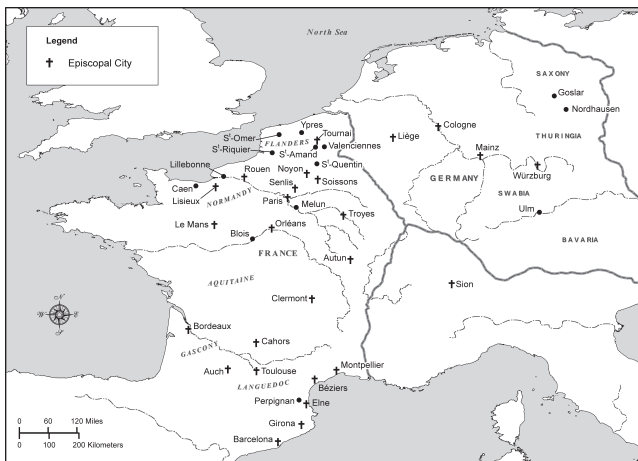 North Sea
Legend
Episcopal City
SAXONY
Goslar
Nordhausen
THURINGIA
Ypres
Sᵗ-Omer
FLANDERS
Tournai
Sᵗ-Riquier
Sᵗ-Amand
Valenciennes
Liège
Cologne
Mainz
Würzburg
GERMANY
SWABIA
Ulm
BAVARIA
Lillebonne
Rouen
Noyon
Sᵗ-Quentin
Soissons
Senlis
Caen
Lisieux
NORMANDY
Paris
Melun
Troyes
Le Mans
Orléans
Blois
FRANCE
Autun
AQUITAINE
Sion
Clermont
N
W
E
S
Bordeaux
GASCONY
Cahors
Auch
Toulouse
Montpellier
LANGUEDOC
Béziers
Perpignan
Elne
Girona
Barcelona
0 60 120 Miles
0 100 200 Kilometers